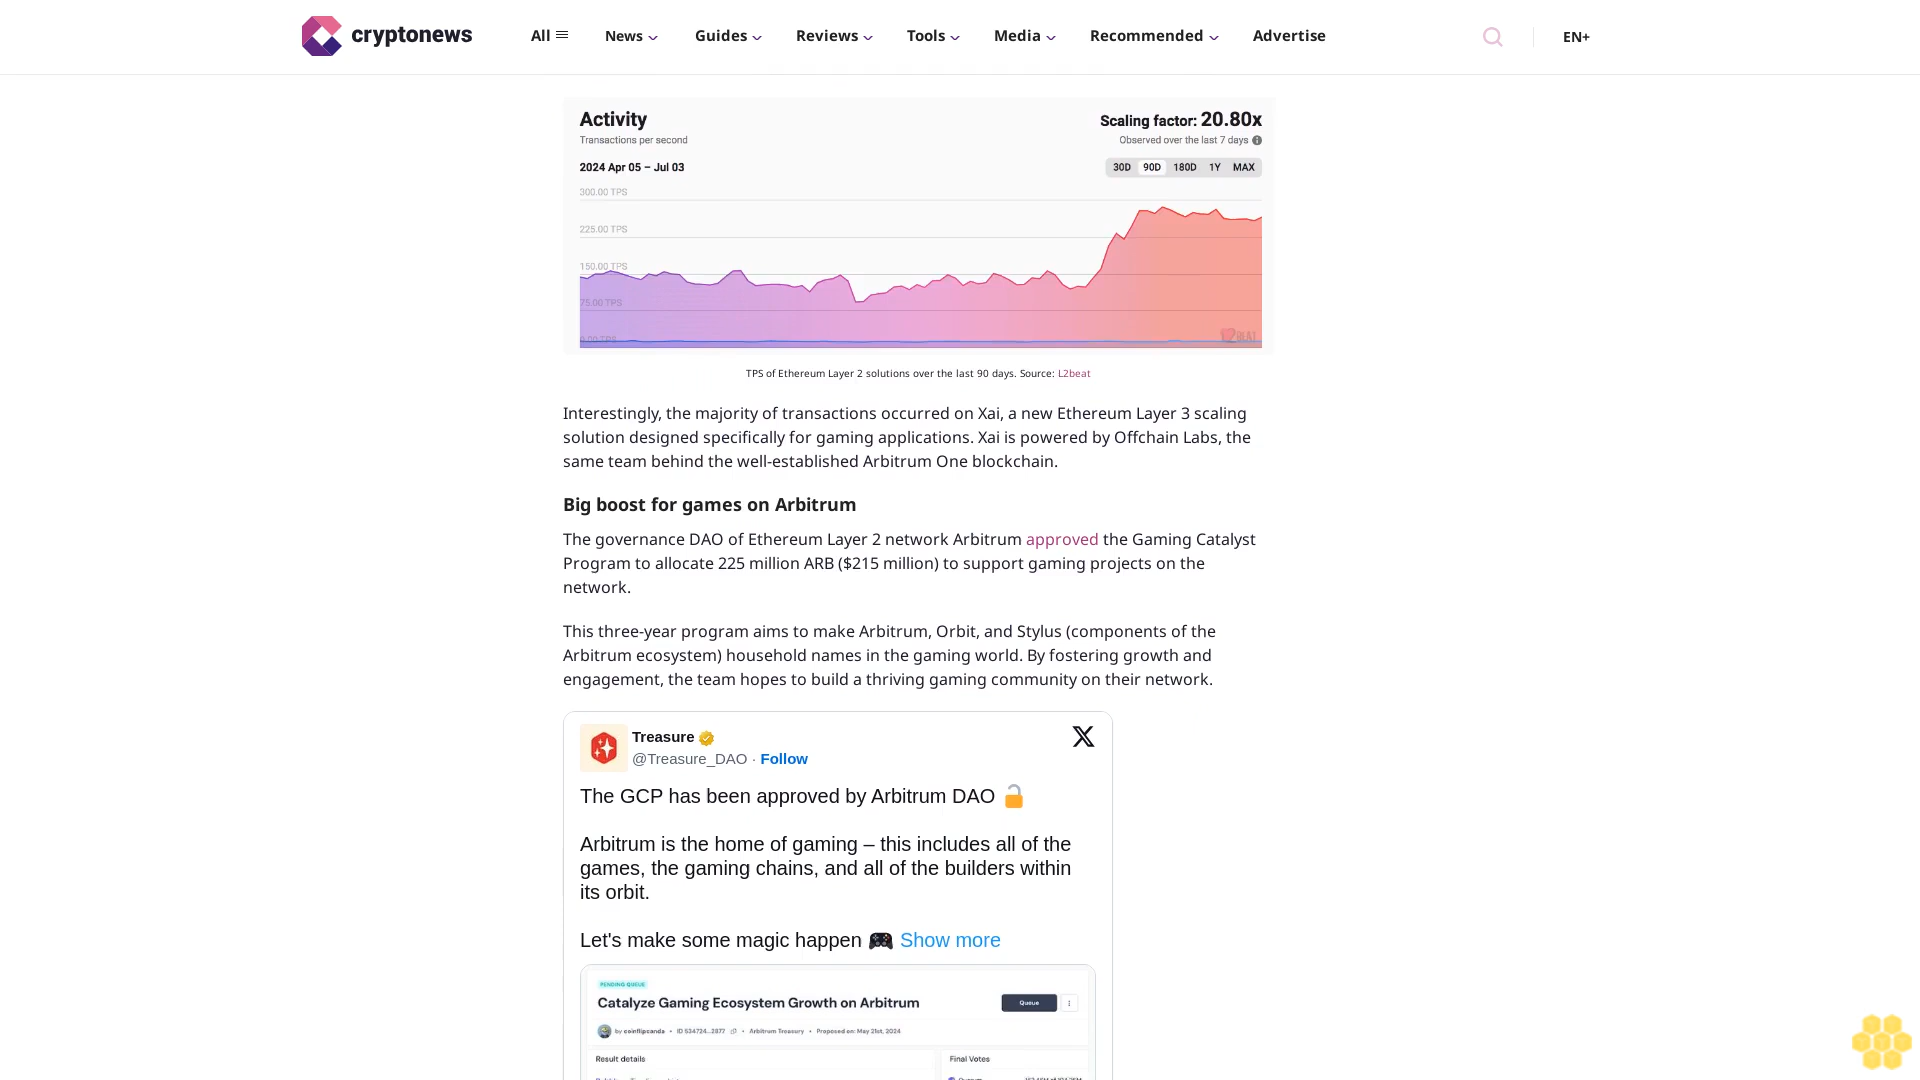 cryptonews
All
News
Guides
Reviews
Tools
Media
Recommended
Advertise
EN+
Activity
Scaling factor: 20.80x
Transactions per second
Observed over the last 7 days
2024 Apr 05 – Jul 03
30D 90D 180D 1Y MAX
300.00 TPS
225.00 TPS
150.00 TPS
75.00 TPS
0.00 TPS
L2BEAT
TPS of Ethereum Layer 2 solutions over the last 90 days. Source: L2beat
Interestingly, the majority of transactions occurred on Xai, a new Ethereum Layer 3 scaling
solution designed specifically for gaming applications. Xai is powered by Offchain Labs, the
same team behind the well-established Arbitrum One blockchain.
Big boost for games on Arbitrum
The governance DAO of Ethereum Layer 2 network Arbitrum approved the Gaming Catalyst
Program to allocate 225 million ARB ($215 million) to support gaming projects on the
network.
This three-year program aims to make Arbitrum, Orbit, and Stylus (components of the
Arbitrum ecosystem) household names in the gaming world. By fostering growth and
engagement, the team hopes to build a thriving gaming community on their network.
Treasure
@Treasure_DAO · Follow
The GCP has been approved by Arbitrum DAO 🔓
Arbitrum is the home of gaming – this includes all of the
games, the gaming chains, and all of the builders within
its orbit.
Let's make some magic happen 🎮 Show more
PENDING QUEUE
Catalyze Gaming Ecosystem Growth on Arbitrum
Queue
by coinflipcanda • ID 534724...2877 • Arbitrum Treasury • Proposed on: May 21st, 2024
Result details
Final Votes